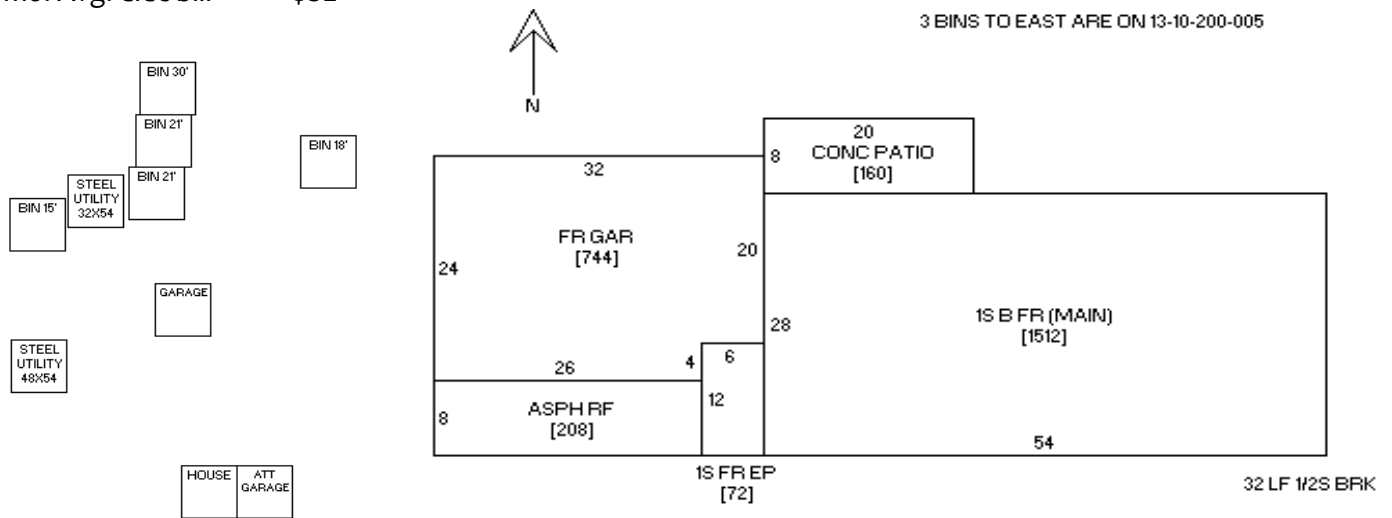 $52
3 BINS TO EAST ARE ON 13-10-200-005
N
BIN 30'
BIN 21'
BIN 21'
BIN 18'
STEEL
UTILITY
32X54
BIN 15'
GARAGE
STEEL
UTILITY
48X54
HOUSE
ATT
GARAGE
32
FR GAR
[744]
24
20
26
4
8
ASPH RF
[208]
6
12
1S FR EP
[72]
20
8
CONC PATIO
[160]
28
1S B FR (MAIN)
[1512]
54
32 LF 1/2S BRK